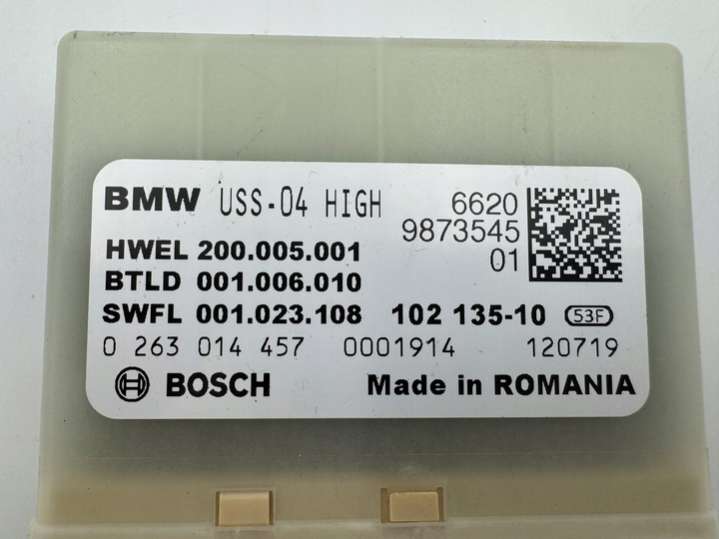 BMW USS-04 HIGH 6620
9873545
HWEL 200.005.001 01
BTLD 001.006.010
SWFL 001.023.108 102 135-10 53F
0 263 014 457 0001914 120719
BOSCH Made in ROMANIA